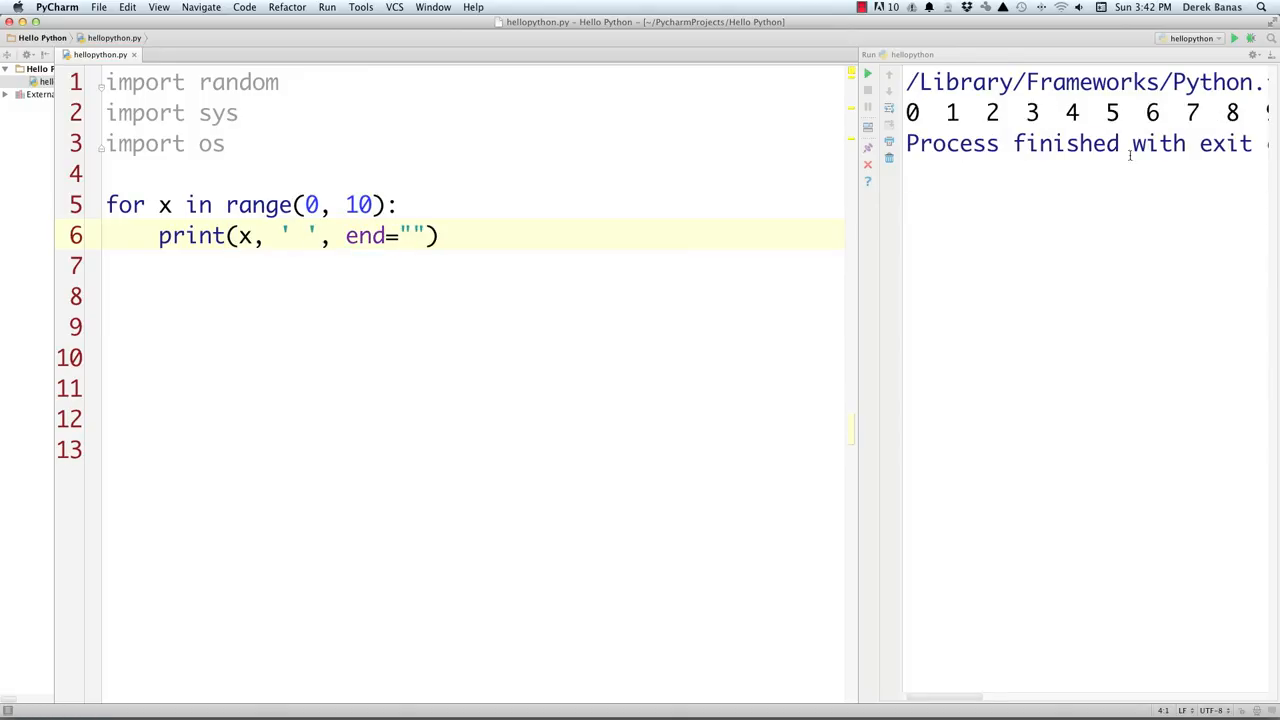 PyCharm File Edit View Navigate Code Refactor Run Tools VCS Window Help 10 Sun 3:42 PM Derek Banas
hellopython.py – Hello Python – [~/PycharmProjects/Hello Python]
Hello Python hellopython.py hellopython
hellopython.py Run hellopython
Hello P
hell
Externa
1 import random
2 import sys
3 import os
4
5 for x in range(0, 10):
6 print(x, ' ', end="")
7
8
9
10
11
12
13
/Library/Frameworks/Python.
0 1 2 3 4 5 6 7 8 9
Process finished with exit
4:1 LF UTF-8